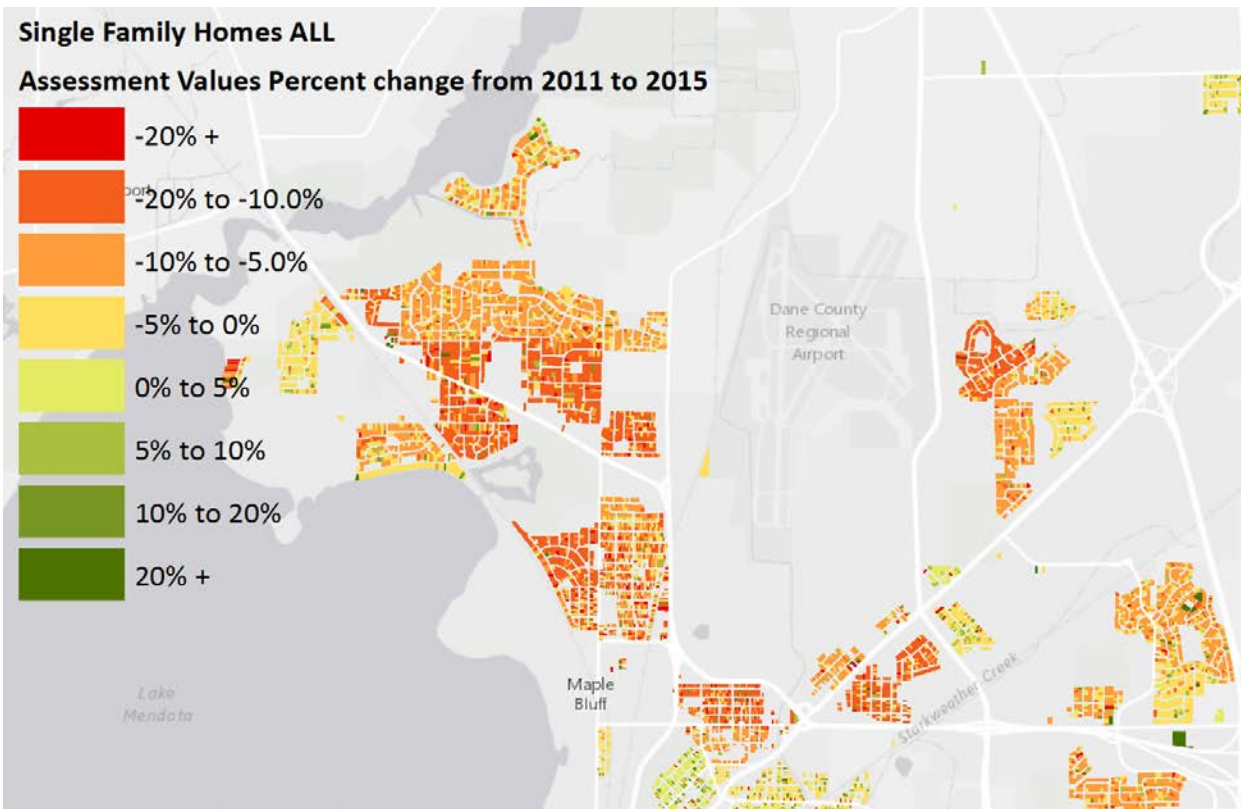 Single Family Homes ALL
Assessment Values Percent change from 2011 to 2015
-20% +
-20% to -10.0%
-10% to -5.0%
-5% to 0%
0% to 5%
5% to 10%
10% to 20%
20% +
port
Dane County
Regional
Airport
Maple
Bluff
Lake
Mendota
Starkweather Creek